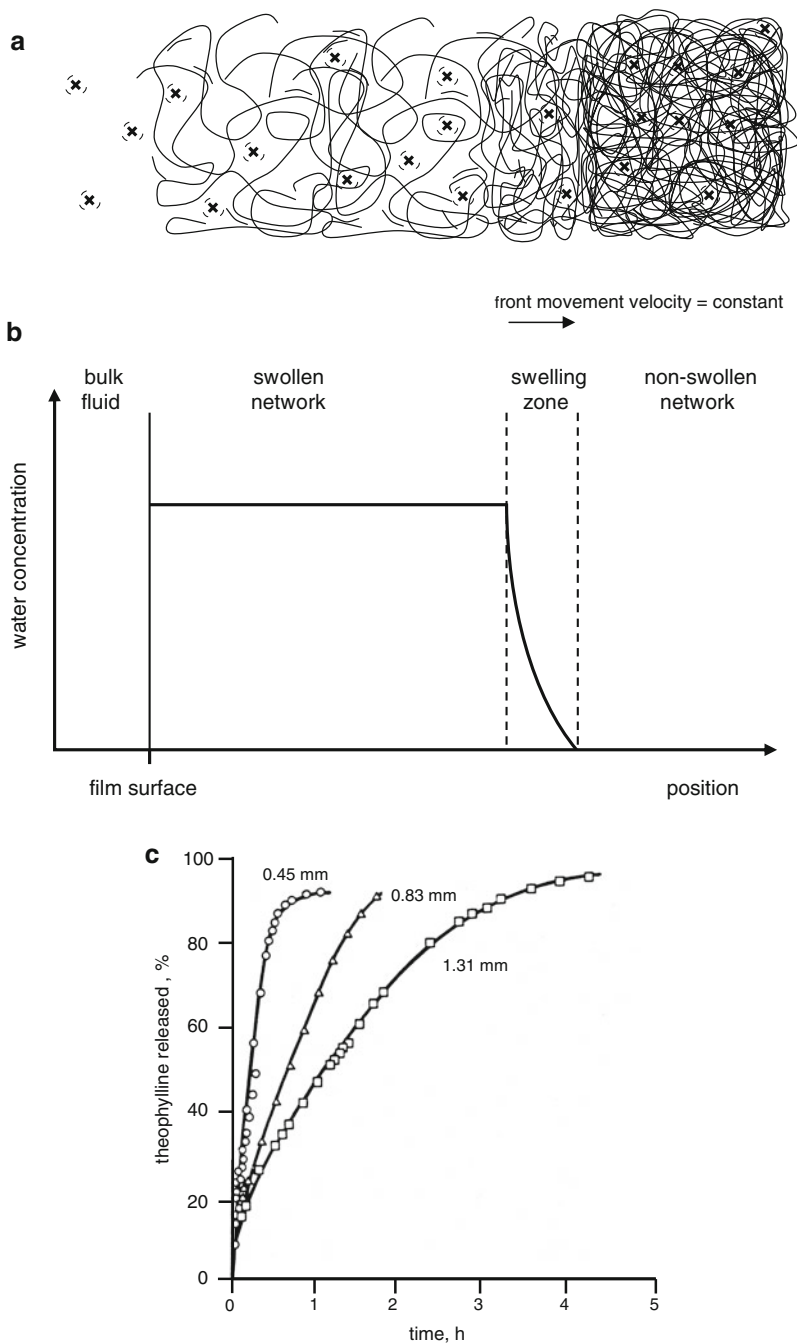 a
front movement velocity = constant
b
bulk
fluid
swollen
network
swelling
zone
non-swollen
network
water concentration
film surface
position
c
100
80
60
40
20
0
theophylline released , %
0.45 mm
0.83 mm
1.31 mm
0
1
2
3
4
5
time, h